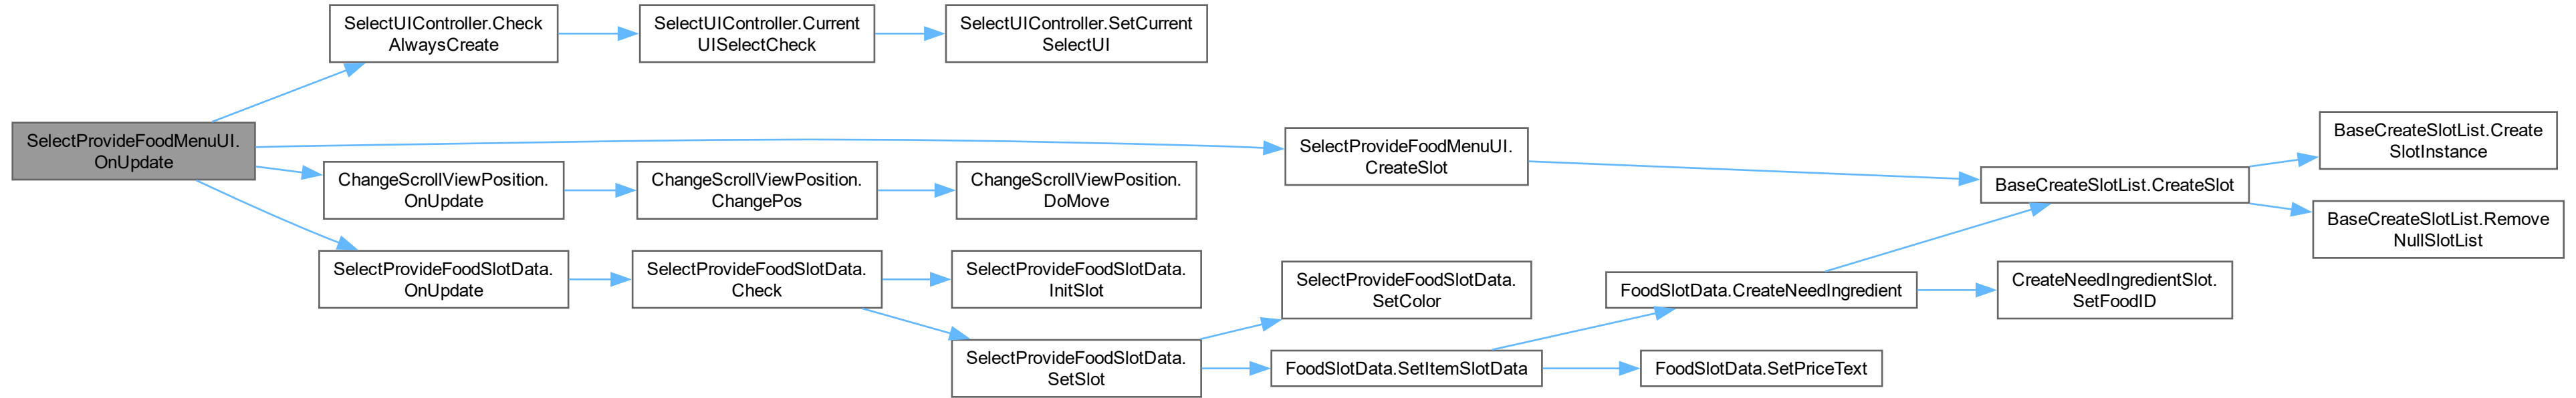 SelectUIController.Check
AlwaysCreate
SelectUIController.Current
UISelectCheck
SelectUIController.SetCurrent
SelectUI
SelectProvideFoodMenuUI.
OnUpdate
SelectProvideFoodMenuUI.
CreateSlot
BaseCreateSlotList.Create
SlotInstance
ChangeScrollViewPosition.
OnUpdate
ChangeScrollViewPosition.
ChangePos
ChangeScrollViewPosition.
DoMove
BaseCreateSlotList.CreateSlot
BaseCreateSlotList.Remove
NullSlotList
SelectProvideFoodSlotData.
OnUpdate
SelectProvideFoodSlotData.
Check
SelectProvideFoodSlotData.
InitSlot
SelectProvideFoodSlotData.
SetColor
FoodSlotData.CreateNeedIngredient
CreateNeedIngredientSlot.
SetFoodID
SelectProvideFoodSlotData.
SetSlot
FoodSlotData.SetItemSlotData
FoodSlotData.SetPriceText